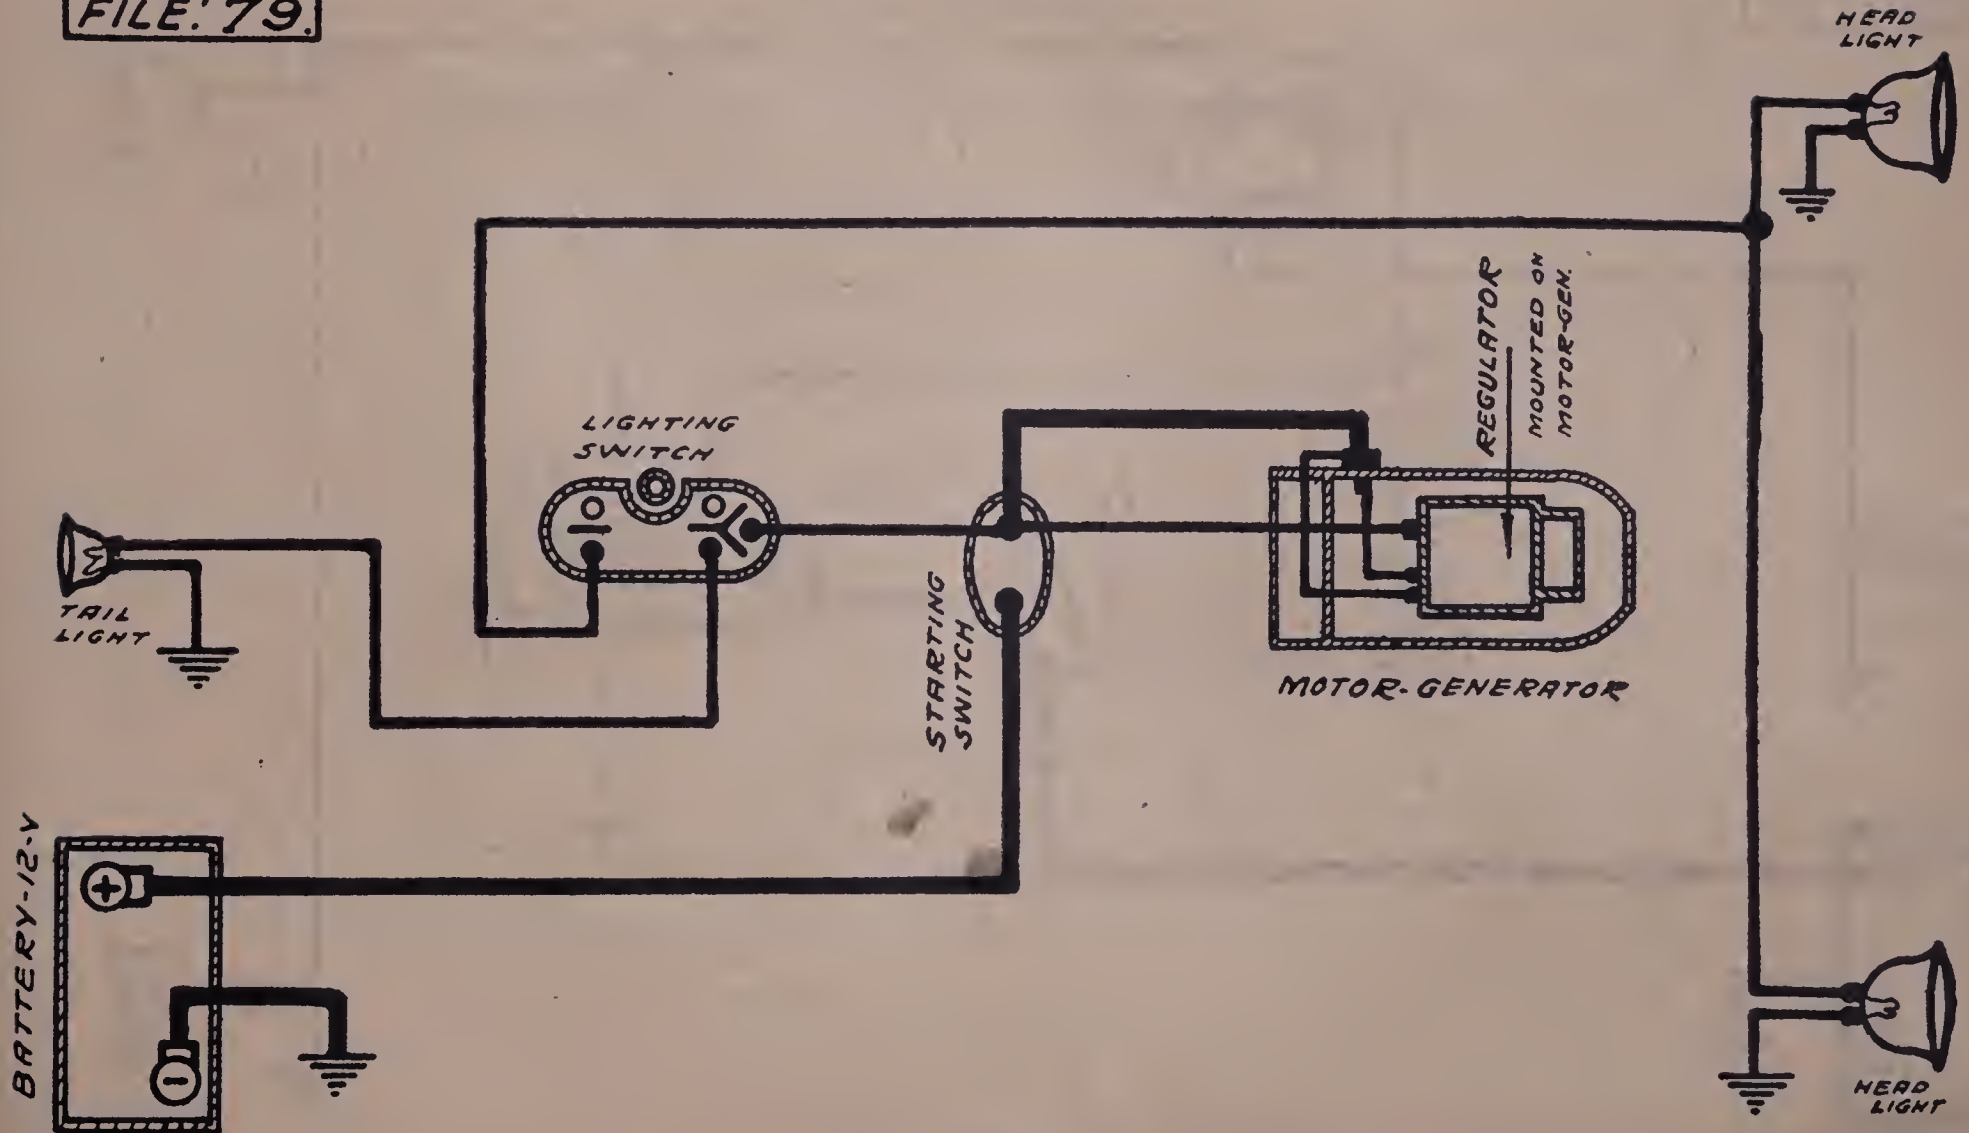 FILE: 79.
HEAD
LIGHT
REGULATOR
MOUNTED ON
MOTOR-GEN.
LIGHTING
SWITCH
TAIL
LIGHT
STARTING
SWITCH
MOTOR-GENERATOR
BATTERY-12-V
+
-
HEAD
LIGHT